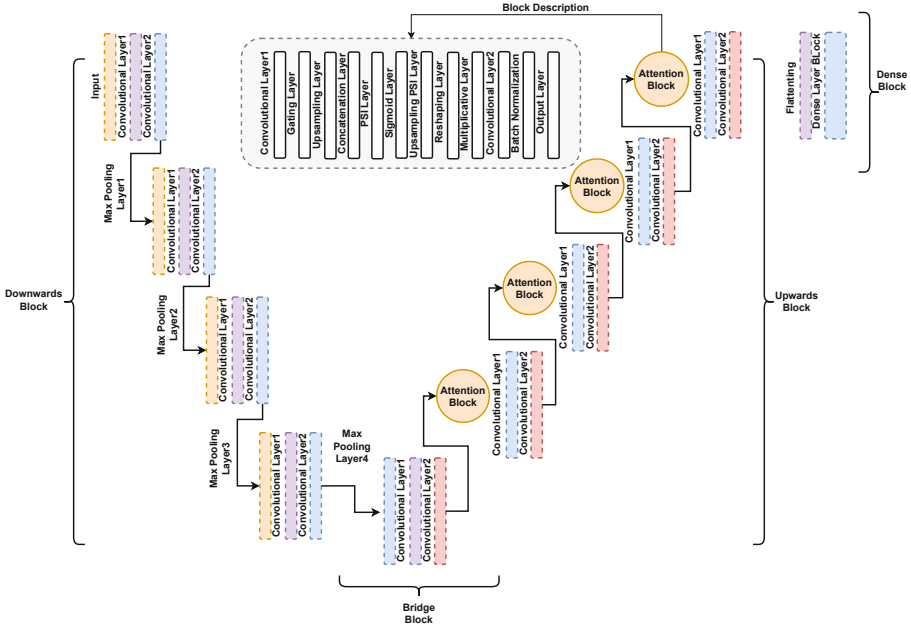 Block Description
Input
Convolutional Layer1
Convolutional Layer2
Max Pooling
Layer1
Convolutional Layer1
Convolutional Layer2
Max Pooling
Layer2
Convolutional Layer1
Convolutional Layer2
Max Pooling
Layer3
Convolutional Layer1
Convolutional Layer2
Max
Pooling
Layer4
Downwards
Block
Convolutional Layer1
Gating Layer
Upsampling Layer
Concatenation Layer
PSI Layer
Sigmoid Layer
Upsampling PSI Layer
Reshaping Layer
Multiplicative Layer
Convolutional Layer2
Batch Normalization
Output Layer
Convolutional Layer1
Convolutional Layer2
Bridge
Block
Attention
Block
Convolutional Layer1
Convolutional Layer2
Attention
Block
Convolutional Layer1
Convolutional Layer2
Attention
Block
Convolutional Layer1
Convolutional Layer2
Attention
Block
Convolutional Layer1
Convolutional Layer2
Upwards
Block
Flattening
Dense Layer BLock
Dense
Block